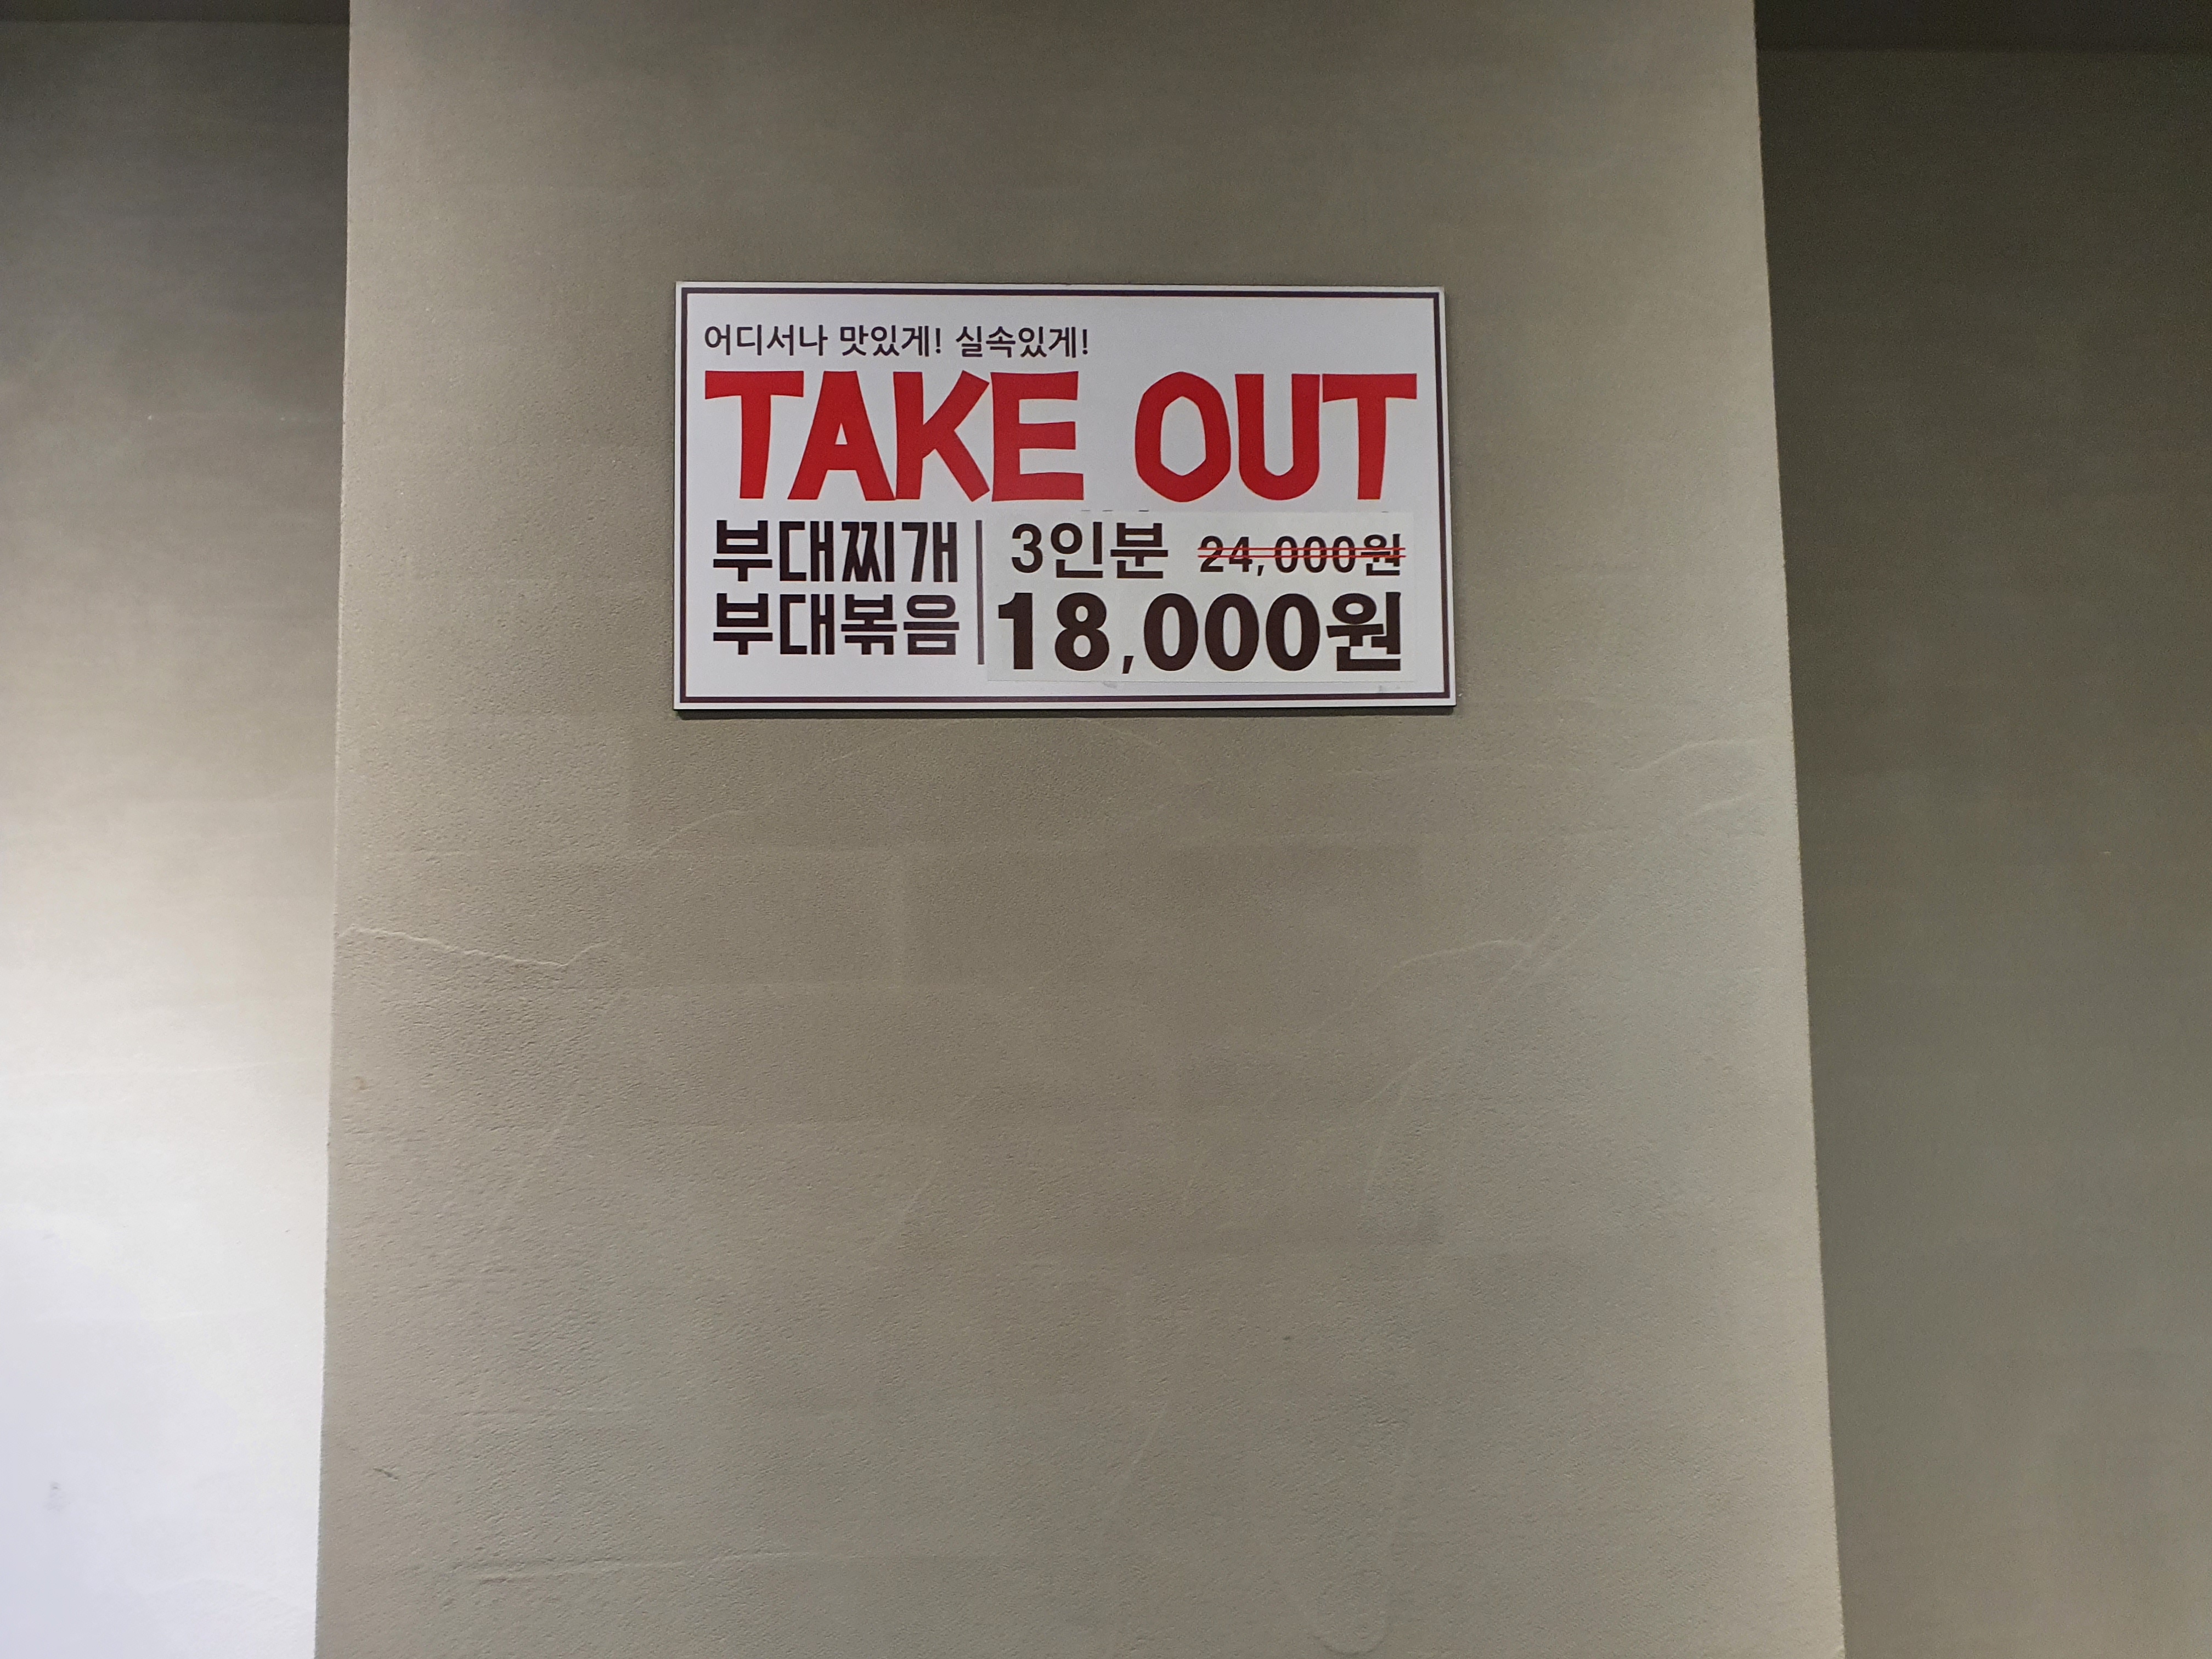 어디서나 맛있게! 실속있게!
TAKE OUT
부대찌개 3인분 24,000원
부대볶음 18,000원